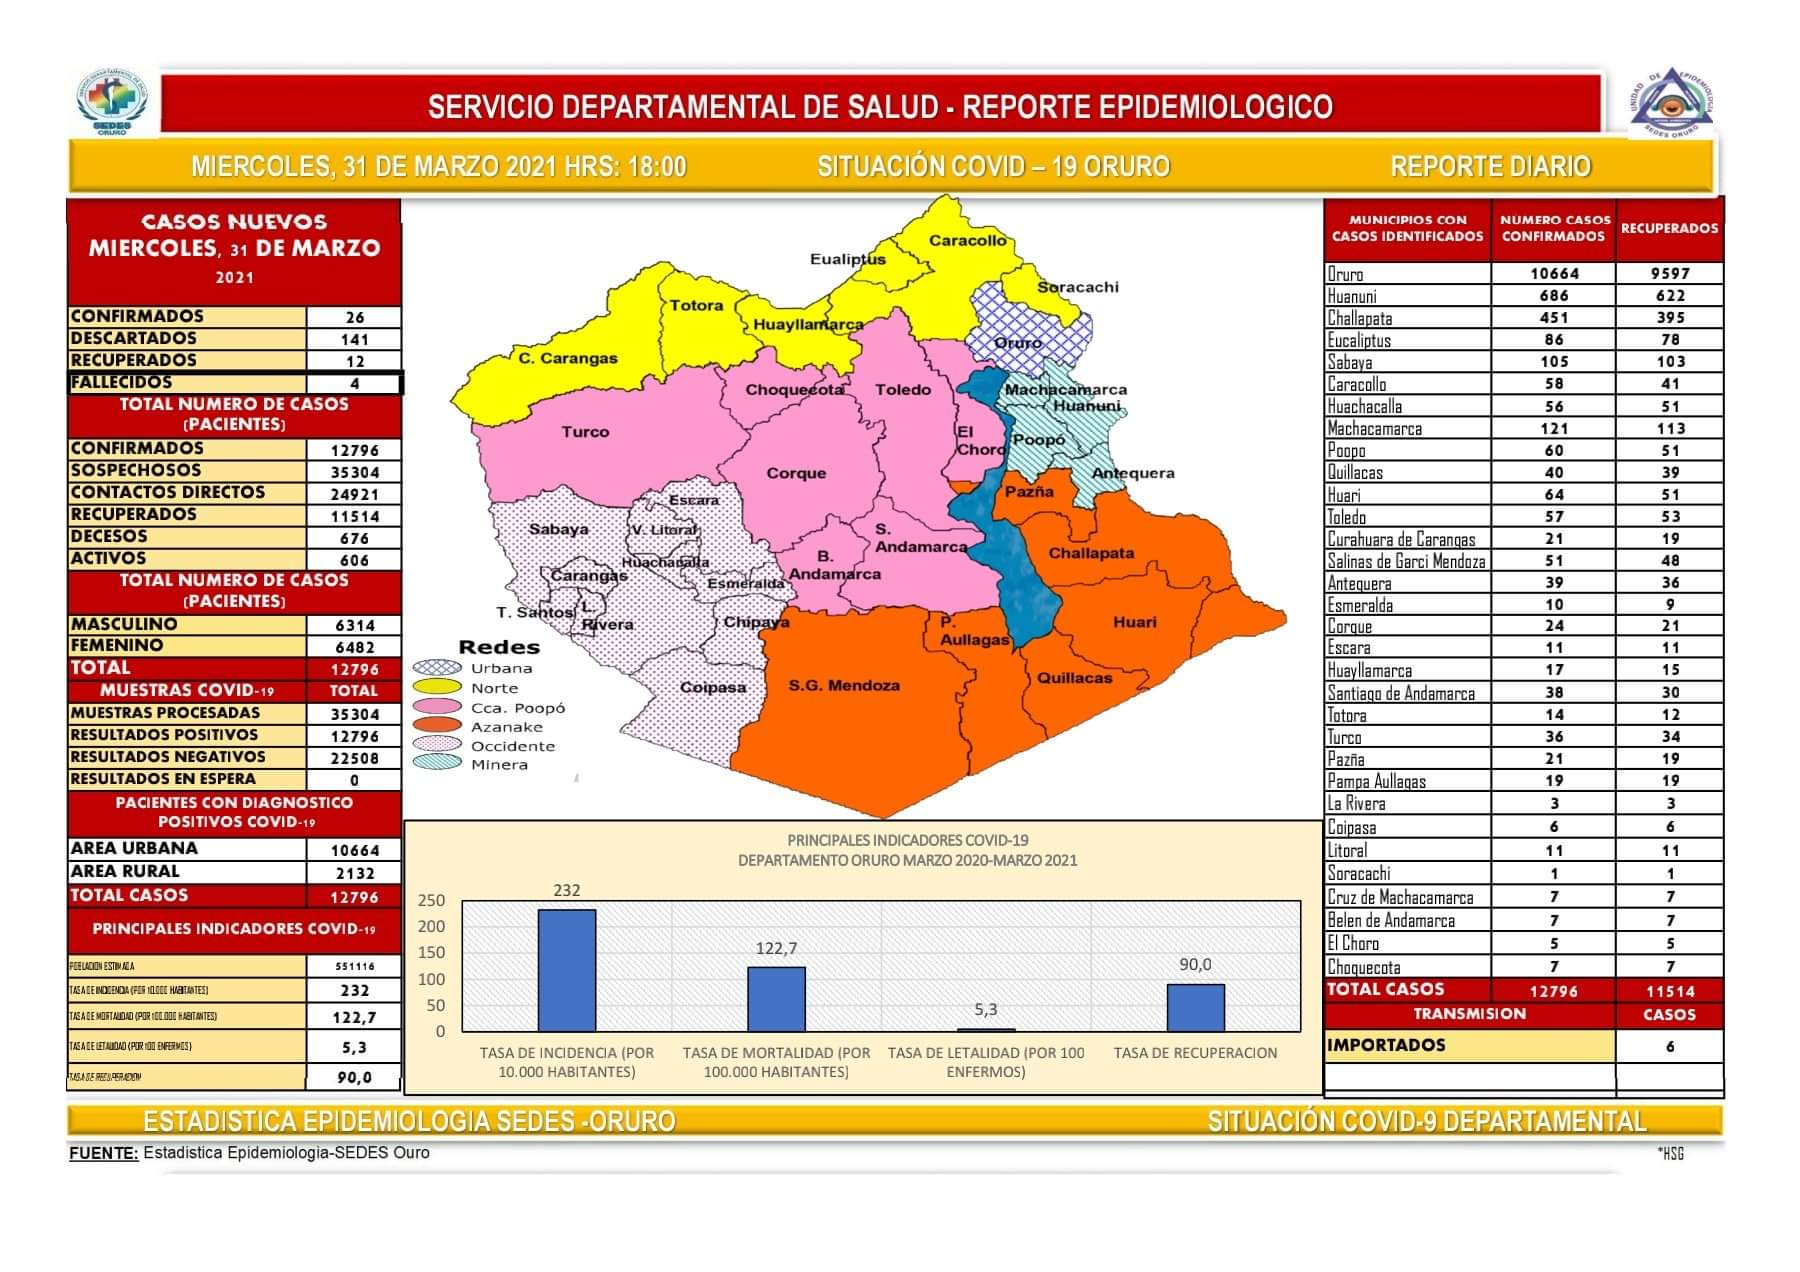 SERVICIO DEPARTAMENTAL DE SALUD - REPORTE EPIDEMIOLOGICO
SEDES
ORURO
UNIDAD DE EPIDEMIOLOGIA
SEDES ORURO
MIERCOLES, 31 DE MARZO 2021 HRS: 18:00 SITUACIÓN COVID – 19 ORURO REPORTE DIARIO
CASOS NUEVOS
MIERCOLES, 31 DE MARZO
2021
CONFIRMADOS 26
DESCARTADOS 141
RECUPERADOS 12
FALLECIDOS 4
TOTAL NUMERO DE CASOS
(PACIENTES)
CONFIRMADOS 12796
SOSPECHOSOS 35304
CONTACTOS DIRECTOS 24921
RECUPERADOS 11514
DECESOS 676
ACTIVOS 606
TOTAL NUMERO DE CASOS
(PACIENTES)
MASCULINO 6314
FEMENINO 6482
TOTAL 12796
MUESTRAS COVID-19 TOTAL
MUESTRAS PROCESADAS 35304
RESULTADOS POSITIVOS 12796
RESULTADOS NEGATIVOS 22508
RESULTADOS EN ESPERA 0
PACIENTES CON DIAGNOSTICO
POSITIVOS COVID-19
AREA URBANA 10664
AREA RURAL 2132
TOTAL CASOS 12796
PRINCIPALES INDICADORES COVID-19
POBLACION ESTIMADA 551116
TASA DE INCIDENCIA (POR 10.000 HABITANTES) 232
TASA DE MORTALIDAD (POR 100.000 HABITANTES) 122,7
TASA DE LETALIDAD (POR 100 ENFERMOS) 5,3
TASA DE RECUPERACION 90,0
Caracollo
Eualiptus
Soracachi
Totora
Huayllamarca
Oruro
C. Carangas
Choquecota
Toledo
Machacamarca
Huanuni
Turco
El
Choro
Poopó
Corque
Antequera
Escara
Pazña
Sabaya
V. Litoral
S.
Andamarca
Challapata
Huachacalla
B.
Andamarca
Carangas
Esmeralda
T. Santos
L.
Rivera
Chipaya
P.
Aullagas
Huari
Coipasa
S.G. Mendoza
Quillacas
Redes
Urbana
Norte
Cca. Poopó
Azanake
Occidente
Minera
PRINCIPALES INDICADORES COVID-19
DEPARTAMENTO ORURO MARZO 2020-MARZO 2021
250
200
150
100
50
0
232
122,7
5,3
90,0
TASA DE INCIDENCIA (POR
10.000 HABITANTES)
TASA DE MORTALIDAD (POR
100.000 HABITANTES)
TASA DE LETALIDAD (POR 100
ENFERMOS)
TASA DE RECUPERACION
MUNICIPIOS CON
CASOS IDENTIFICADOS
NUMERO CASOS
CONFIRMADOS
RECUPERADOS
Oruro 10664 9597
Huanuni 686 622
Challapata 451 395
Eucaliptus 86 78
Sabaya 105 103
Caracollo 58 41
Huachacalla 56 51
Machacamarca 121 113
Poopo 60 51
Quillacas 40 39
Huari 64 51
Toledo 57 53
Curahuara de Carangas 21 19
Salinas de Garci Mendoza 51 48
Antequera 39 36
Esmeralda 10 9
Corque 24 21
Escara 11 11
Huayllamarca 17 15
Santiago de Andamarca 38 30
Totora 14 12
Turco 36 34
Pazña 21 19
Pampa Aullagas 19 19
La Rivera 3 3
Coipasa 6 6
Litoral 11 11
Soracachi 1 1
Cruz de Machacamarca 7 7
Belen de Andamarca 7 7
El Choro 5 5
Choquecota 7 7
TOTAL CASOS 12796 11514
TRANSMISION CASOS
IMPORTADOS 6
ESTADISTICA EPIDEMIOLOGIA SEDES -ORURO SITUACIÓN COVID-9 DEPARTAMENTAL
FUENTE: Estadistica Epidemiologia-SEDES Ouro *HSG